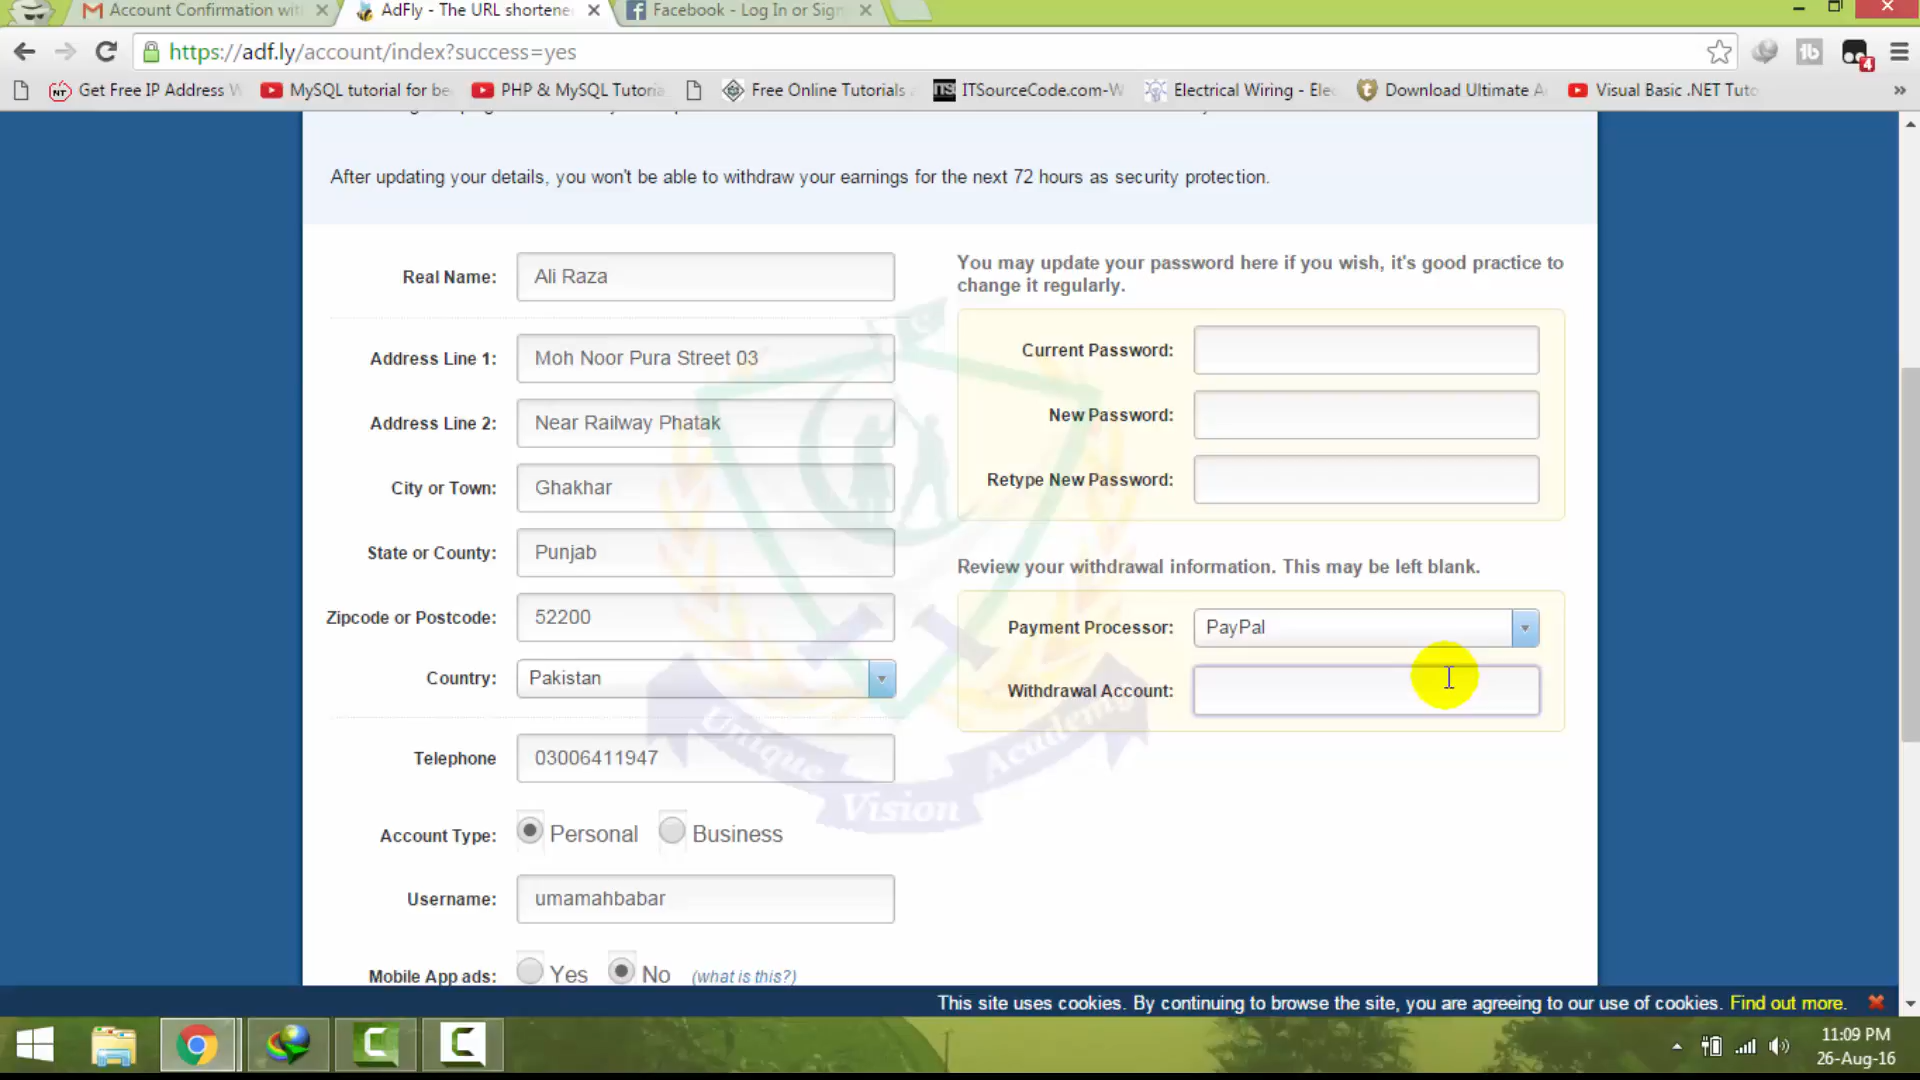 Account Confirmation wit
AdFly - The URL shortene
Facebook - Log In or Sig
https://adf.ly/account/index?success=yes
4
Get Free IP Address
MySQL tutorial for be
PHP & MySQL Tutoria
Free Online Tutorials
ITSourceCode.com-W
Electrical Wiring - Ele
Download Ultimate A
Visual Basic .NET Tuto
After updating your details, you won't be able to withdraw your earnings for the next 72 hours as security protection.
Real Name: Ali Raza
Address Line 1: Moh Noor Pura Street 03
Address Line 2: Near Railway Phatak
City or Town: Ghakhar
State or County: Punjab
Zipcode or Postcode: 52200
Country: Pakistan
Telephone 03006411947
Account Type: Personal Business
Username: umamahbabar
Mobile App ads: Yes No (what is this?)
You may update your password here if you wish, it's good practice to
change it regularly.
Current Password:
New Password:
Retype New Password:
Review your withdrawal information. This may be left blank.
Payment Processor: PayPal
Withdrawal Account:
Unique Vision Academy
This site uses cookies. By continuing to browse the site, you are agreeing to our use of cookies. Find out more.
11:09 PM
26-Aug-16